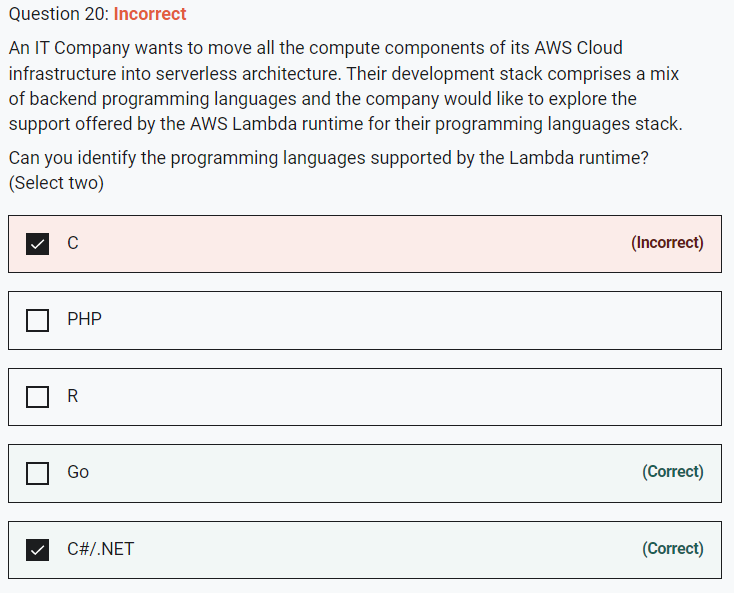 Question 20: Incorrect
An IT Company wants to move all the compute components of its AWS Cloud
infrastructure into serverless architecture. Their development stack comprises a mix
of backend programming languages and the company would like to explore the
support offered by the AWS Lambda runtime for their programming languages stack.
Can you identify the programming languages supported by the Lambda runtime?
(Select two)
C (Incorrect)
PHP
R
Go (Correct)
C#/.NET (Correct)